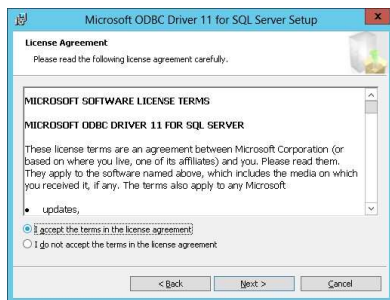 Microsoft ODBC Driver 11 for SQL Server Setup
x
License Agreement
Please read the following license agreement carefully.
MICROSOFT SOFTWARE LICENSE TERMS
MICROSOFT ODBC DRIVER 11 FOR SQL SERVER
These license terms are an agreement between Microsoft Corporation (or
based on where you live, one of its affiliates) and you. Please read them.
They apply to the software named above, which includes the media on which
you received it, if any. The terms also apply to any Microsoft
• updates,
I accept the terms in the license agreement
I do not accept the terms in the license agreement
< Back
Next >
Cancel